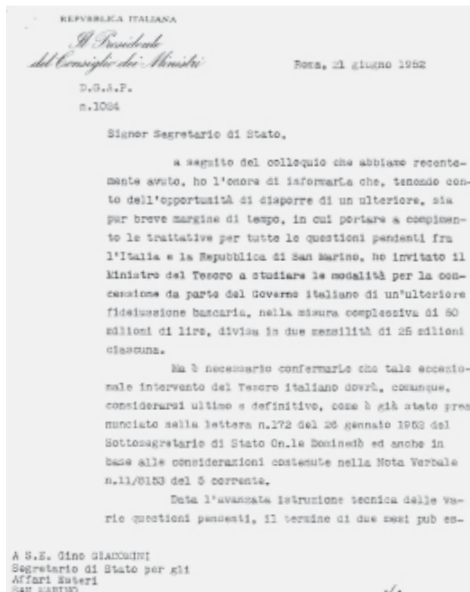 REPVBBLICA ITALIANA
Il Presidente
del Consiglio dei Ministri
Roma, 21 giugno 1952
D.G.A.P.
n.1024
Signor Segretario di Stato,
a seguito del colloquio che abbiamo recente-
mente avuto, ho l'onore di informarLa che, tenendo con-
to dell'opportunità di disporre di un ulteriore, sia
pur breve margine di tempo, in cui portare a compimen-
to le trattative per tutte le questioni pendenti fra
l'Italia e la Repubblica di San Marino, ho invitato il
Ministro del Tesoro a studiare le modalità per la con-
cessione da parte del Governo italiano di un'ulteriore
fideiussione bancaria, nella misura complessiva di 50
milioni di lire, divisa in due mensilità di 25 milioni
ciascuna.
Ma è necessario confermarLe che tale eccezio-
nale intervento del Tesoro italiano dovrà, comunque,
considerarsi ultimo e definitivo, come è già stato prean
nunciato nella lettera n.172 del 26 gennaio 1952 del
Sottosegretario di Stato On.le Dominedò ed anche in
base alle considerazioni contenute nella Nota Verbale
n.11/8153 del 5 corrente.
Data l'avanzata istruzione tecnica delle va-
rie questioni pendenti, il termine di due mesi può es-
A S.E. Gino GIACOMINI
Segretario di Stato per gli
Affari Esteri
SAN MARINO
./.